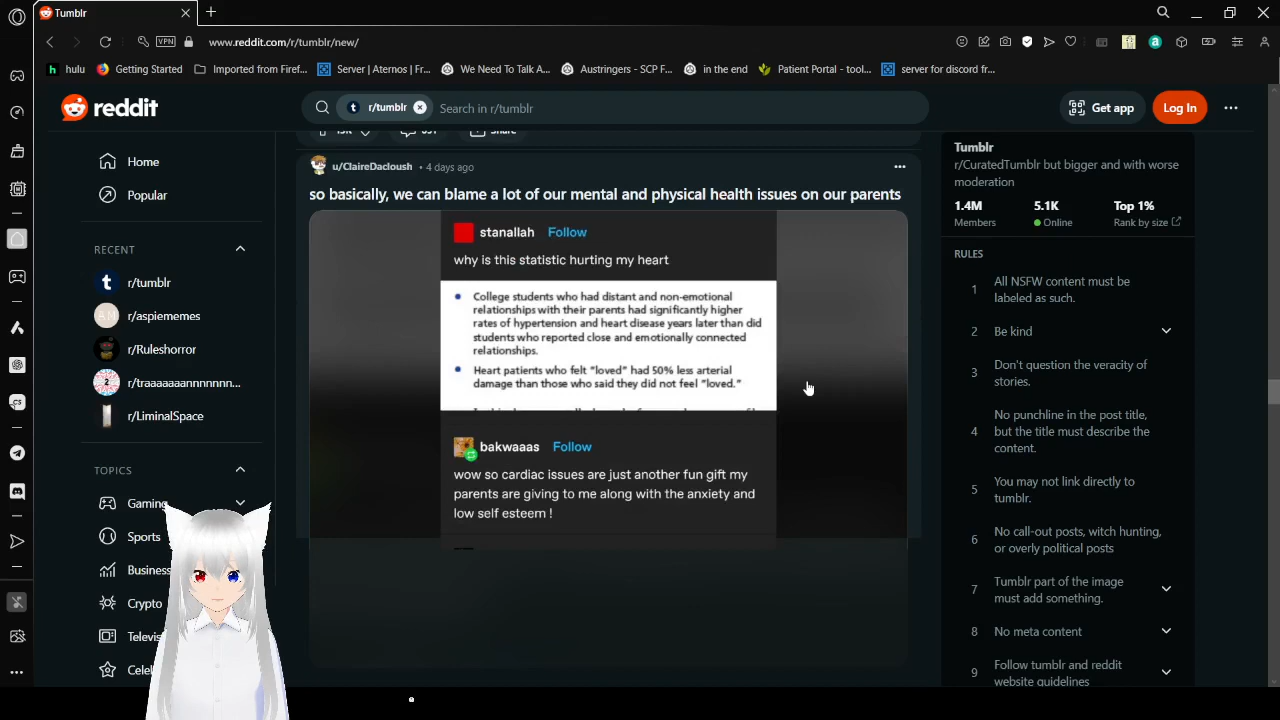 Tumblr
VPN
www.reddit.com/r/tumblr/new/
hulu
Getting Started
Imported from Firef...
Server | Aternos | Fr...
We Need To Talk A...
Austringers - SCP F...
in the end
Patient Portal - tool...
server for discord fr...
reddit
r/tumblr
Search in r/tumblr
Get app
Log In
Home
Popular
RECENT
r/tumblr
r/aspiememes
r/Ruleshorror
r/traaaaaaannnnnnn...
r/LiminalSpace
TOPICS
Gaming
Sports
Business
Crypto
Share
u/ClaireDacloush • 4 days ago
so basically, we can blame a lot of our mental and physical health issues on our parents
stanallah Follow
why is this statistic hurting my heart
• College students who had distant and non-emotional
relationships with their parents had significantly higher
rates of hypertension and heart disease years later than did
students who reported close and emotionally connected
relationships.
• Heart patients who felt "loved" had 50% less arterial
damage than those who said they did not feel "loved."
bakwaaas Follow
wow so cardiac issues are just another fun gift my
parents are giving to me along with the anxiety and
low self esteem !
Tumblr
r/CuratedTumblr but bigger and with worse
moderation
1.4M 5.1K Top 1%
Members Online Rank by size
RULES
1 All NSFW content must be
labeled as such.
2 Be kind
3 Don't question the veracity of
stories.
4 No punchline in the post title,
but the title must describe the
content.
5 You may not link directly to
tumblr.
6 No call-out posts, witch hunting,
or overly political posts
7 Tumblr part of the image
must add something.
8 No meta content
9 Follow tumblr and reddit
website guidelines